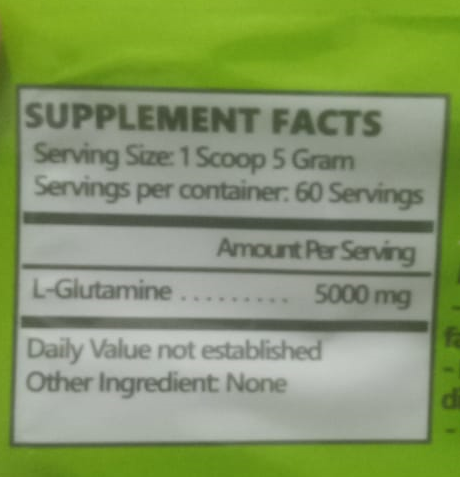 SUPPLEMENT FACTS
Serving Size: 1 Scoop 5 Gram
Servings per container: 60 Servings
Amount Per Serving
L-Glutamine ......... 5000 mg
Daily Value not established
Other Ingredient: None